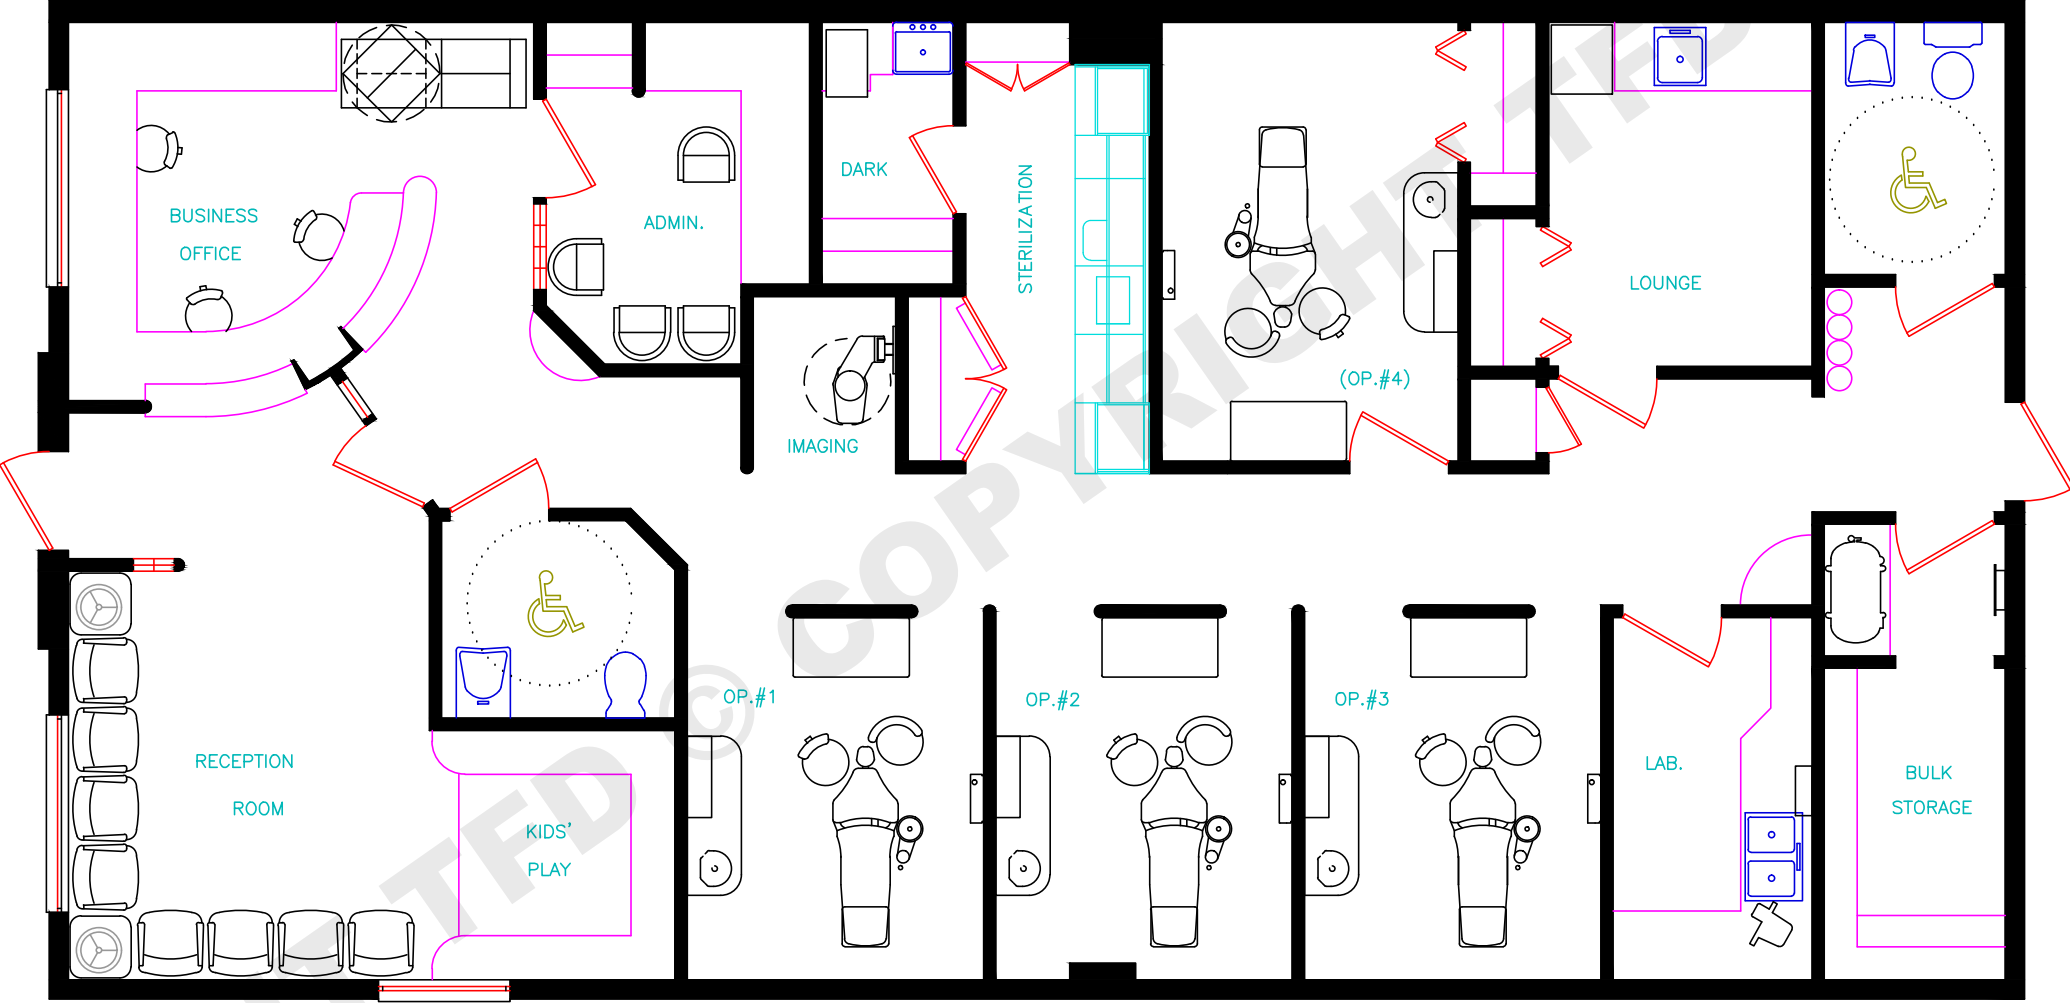 BUSINESS
OFFICE
ADMIN.
DARK
STERILIZATION
IMAGING
(OP.#4)
LOUNGE
RECEPTION
ROOM
KIDS'
PLAY
OP.#1
OP.#2
OP.#3
LAB.
BULK
STORAGE
T TFD © COPYRIGHT TFD